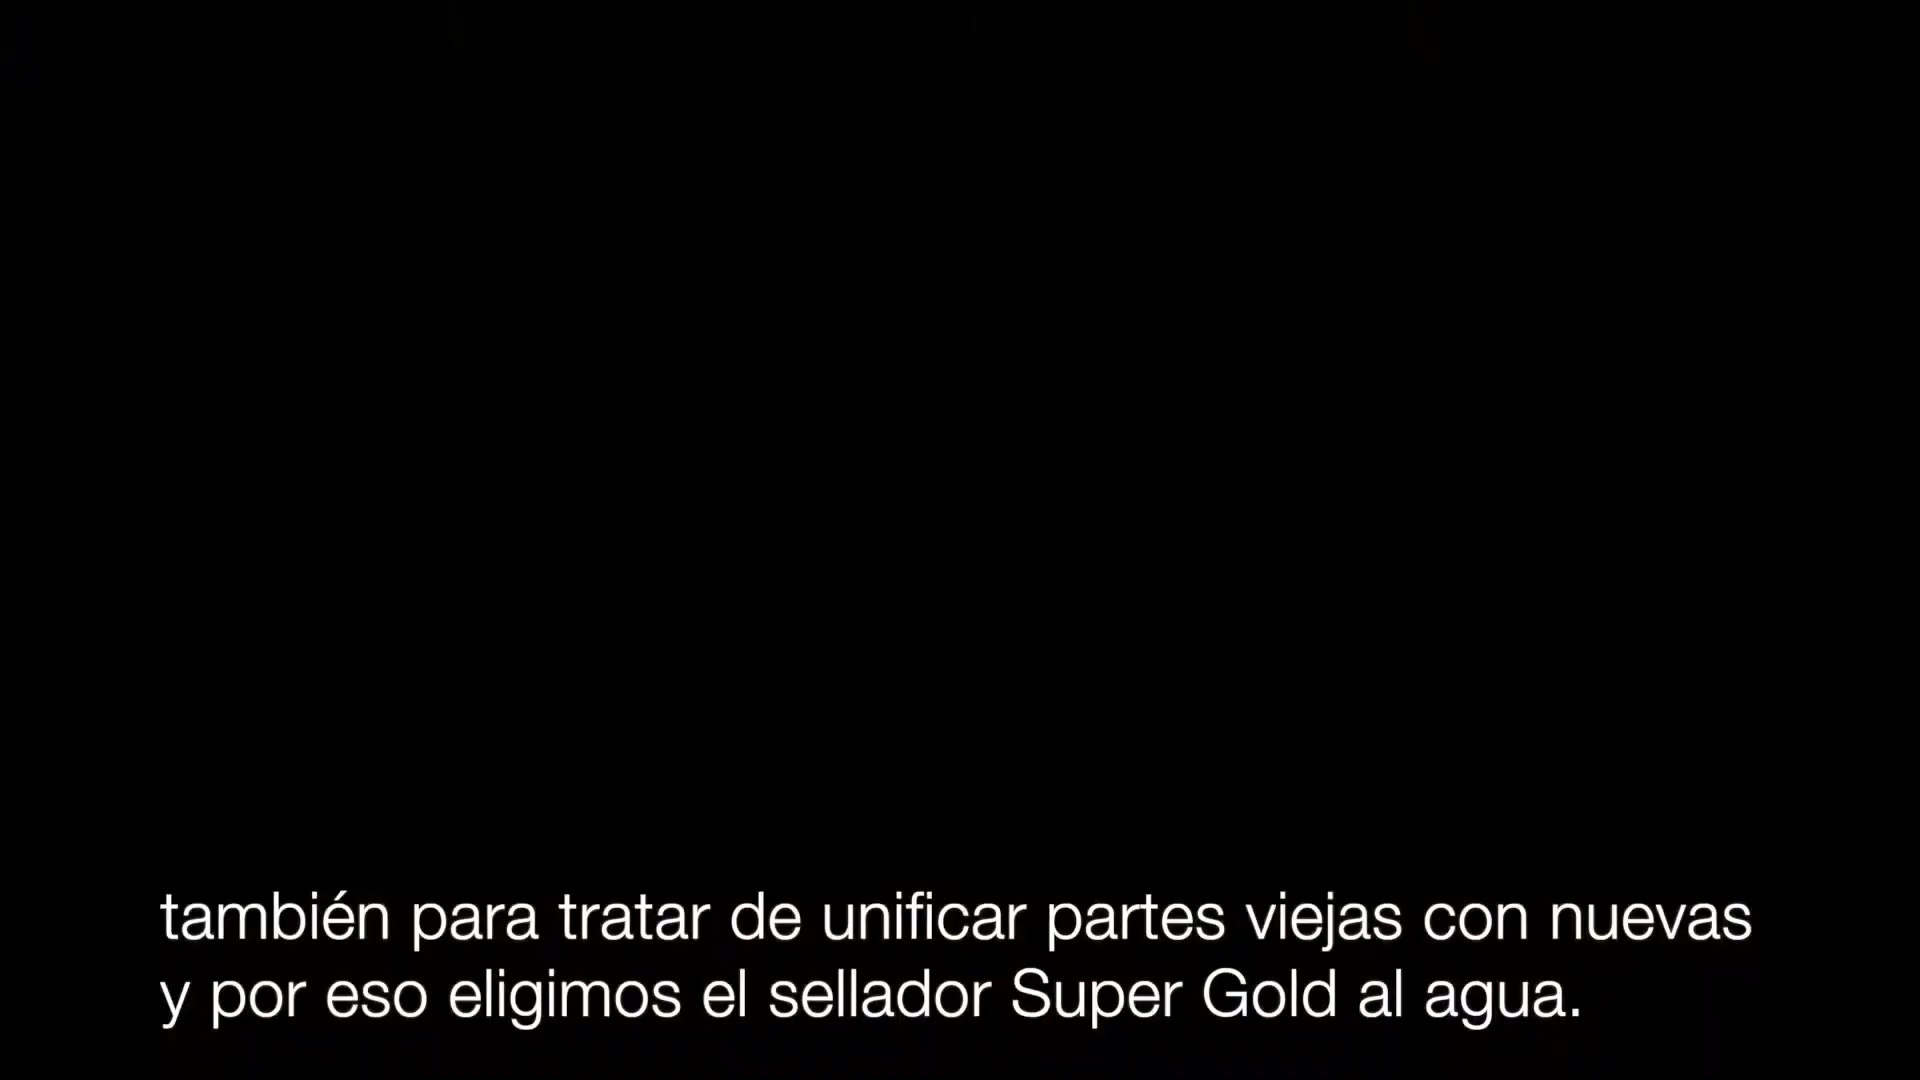 también para tratar de unificar partes viejas con nuevas
y por eso eligimos el sellador Super Gold al agua.